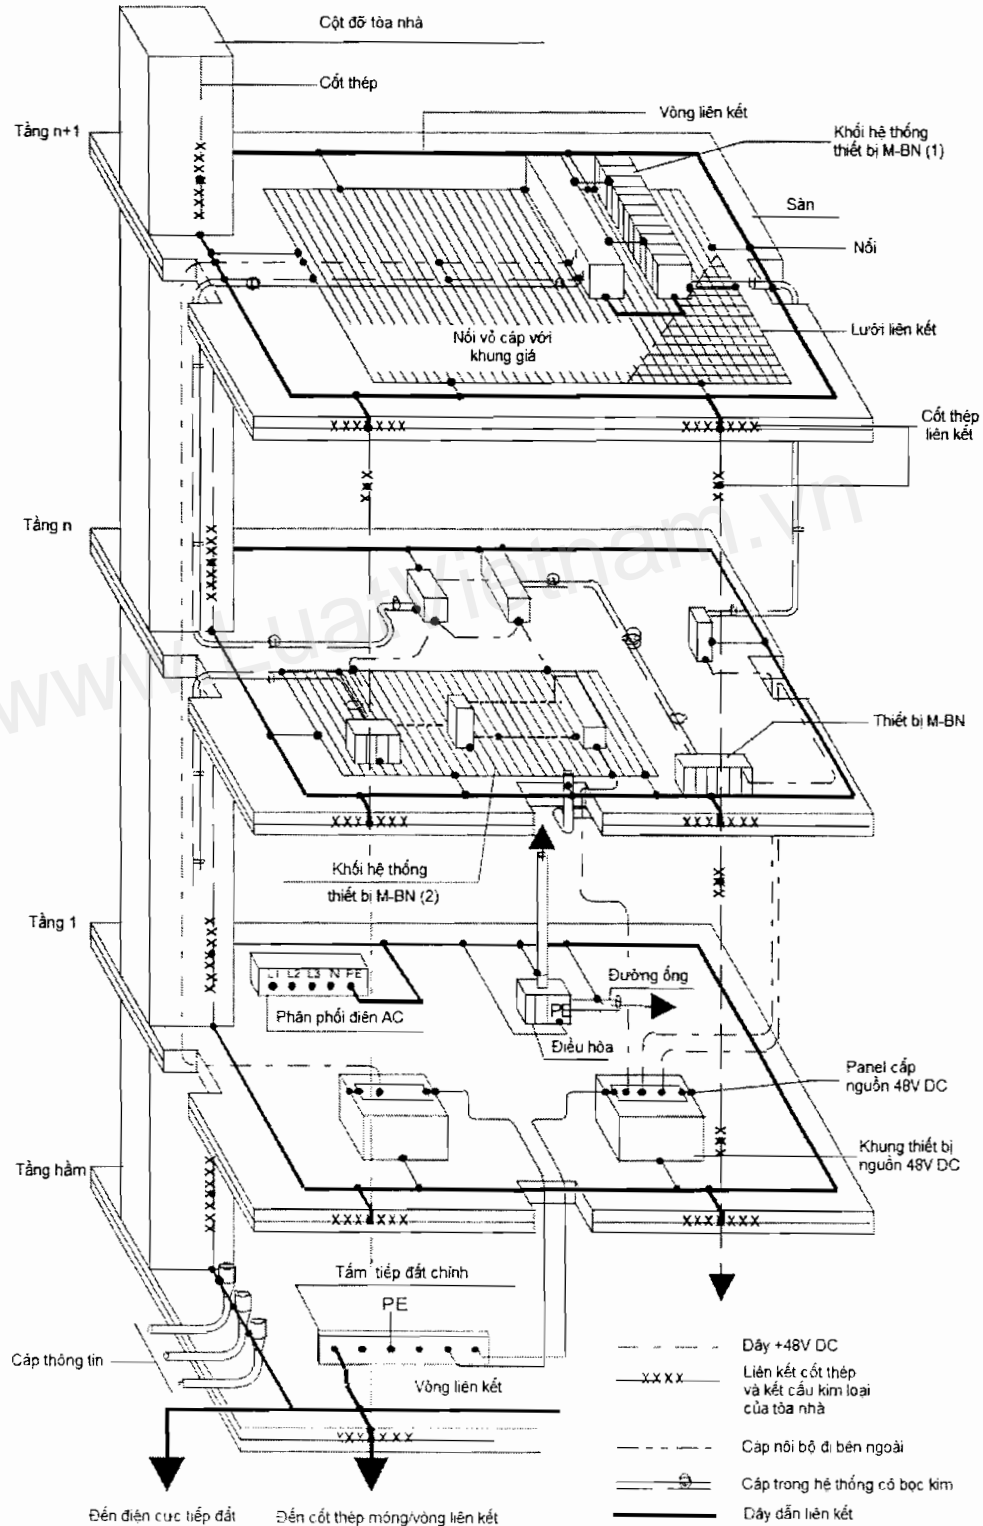 Cột đỡ tòa nhà
Cốt thép
Tầng n+1
Vòng liên kết
Khối hệ thống
thiết bị M-BN (1)
Sàn
Nối
Lưới liên kết
Nối vỏ cáp với
khung giá
Cốt thép
liên kết
Tầng n
www.LuatVietnam.vn
Thiết bị M-BN
Khối hệ thống
thiết bị M-BN (2)
Tầng 1
L1 L2 L3 N PE
Phân phối điện AC
Đường ống
PE
Điều hòa
Panel cấp
nguồn 48V DC
Khung thiết bị
nguồn 48V DC
Tầng hầm
Tấm tiếp đất chính
PE
Cáp thông tin
Vòng liên kết
Dây +48V DC
Liên kết cốt thép
và kết cấu kim loại
của tòa nhà
Cáp nội bộ đi bên ngoài
Cáp trong hệ thống có bọc kim
Dây dẫn liên kết
Đến điện cực tiếp đất
Đến cốt thép móng/vòng liên kết